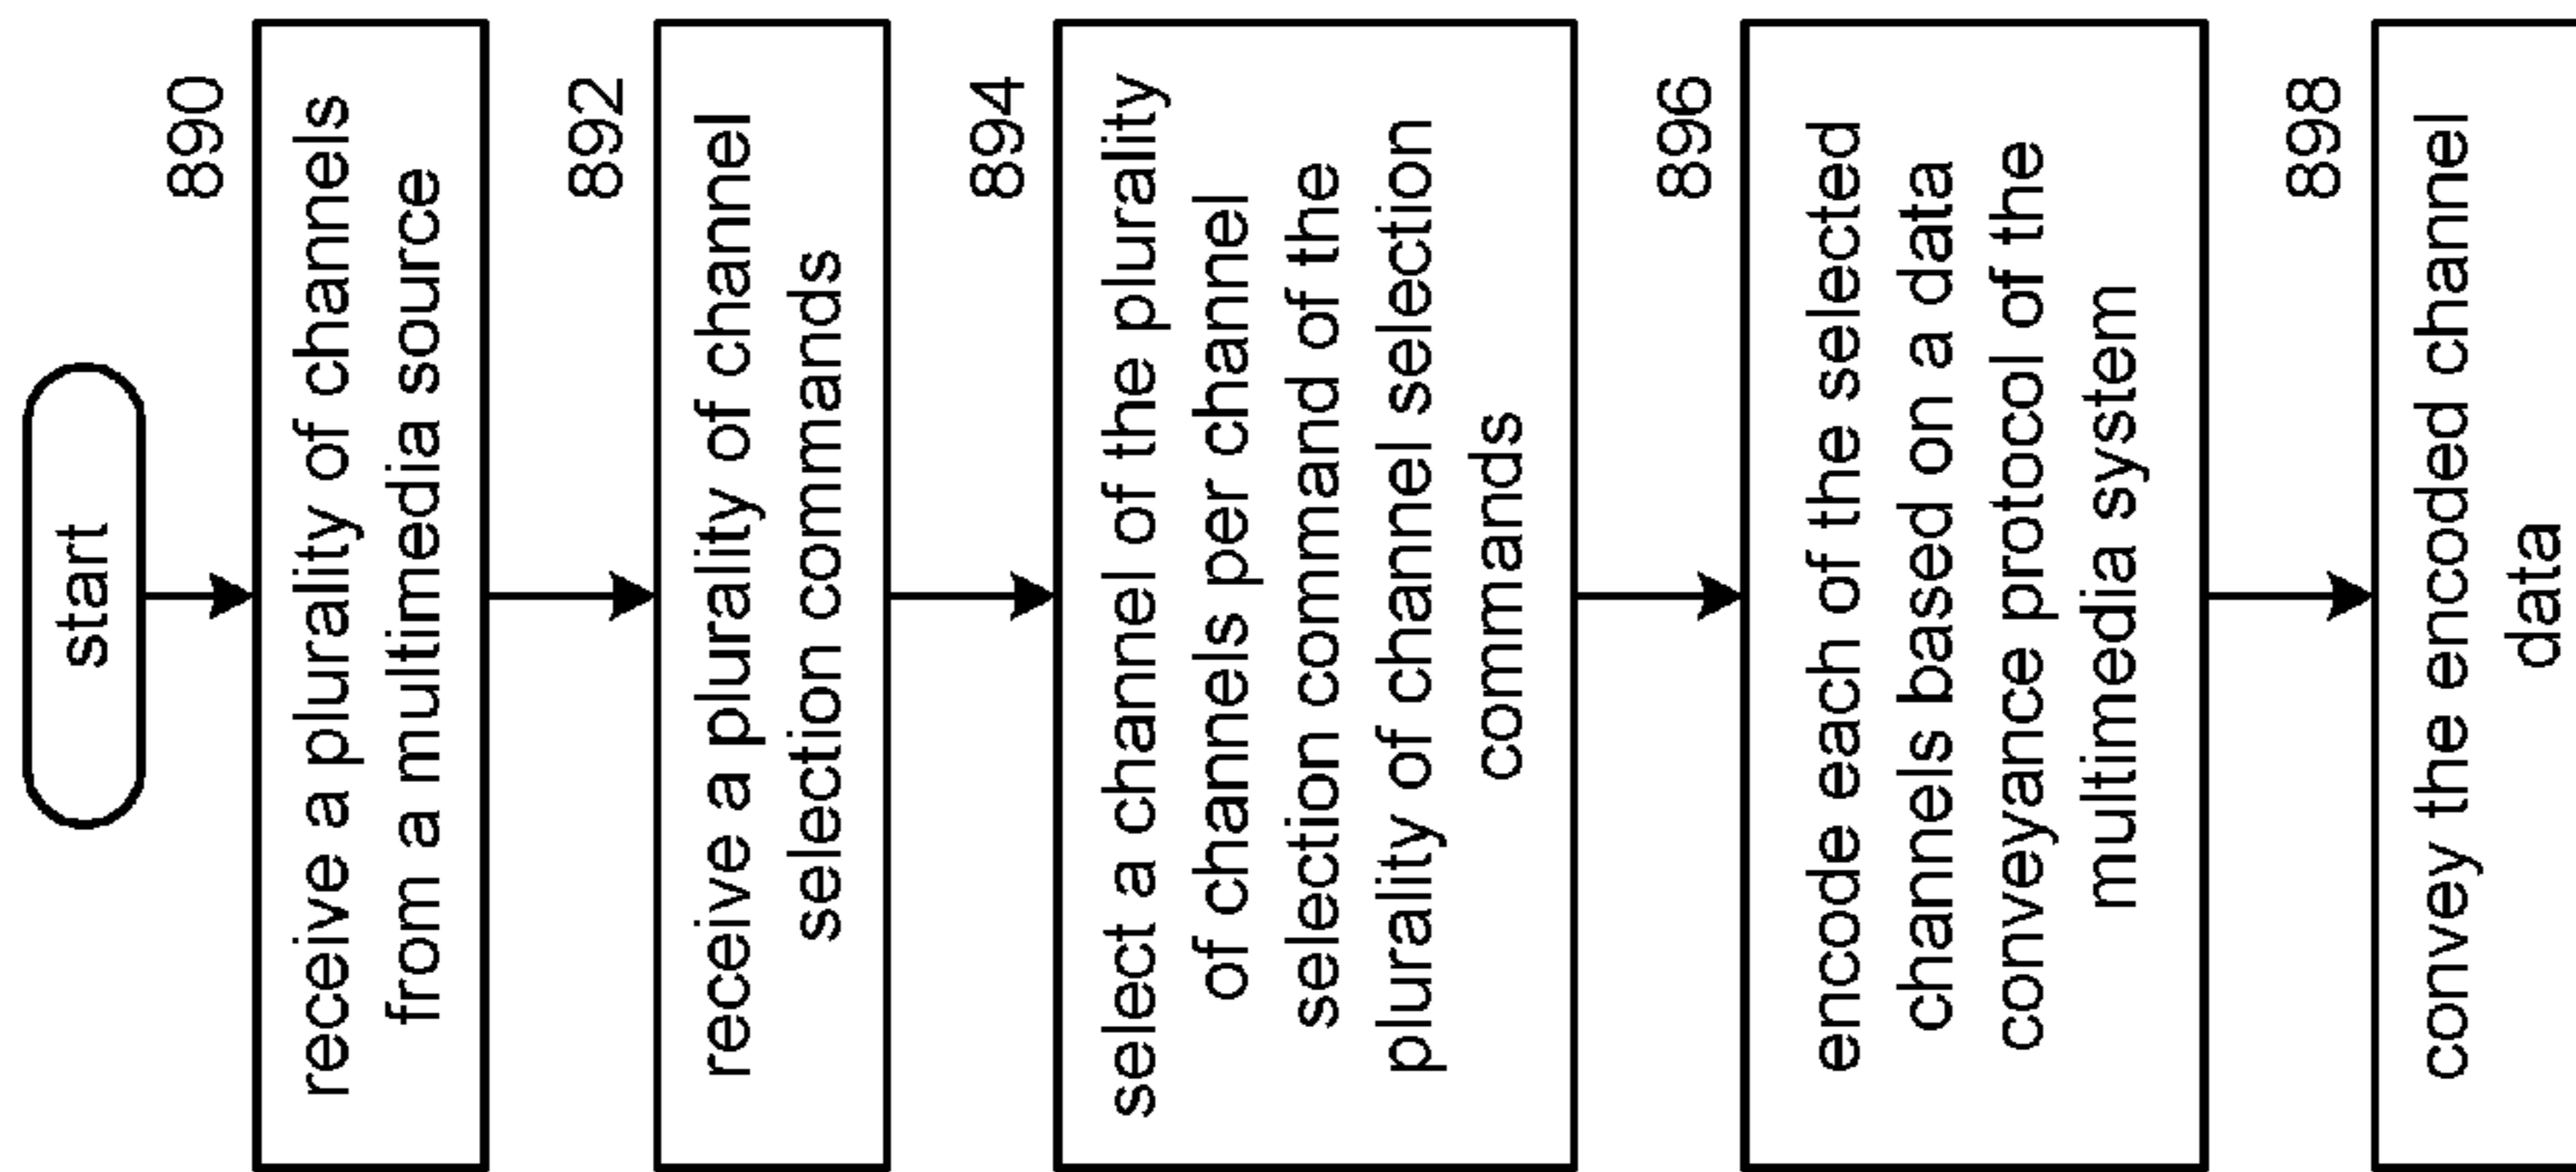 start
890
receive a plurality of channels
from a multimedia source
892
receive a plurality of channel
selection commands
894
select a channel of the plurality
of channels per channel
selection command of the
plurality of channel selection
commands
896
encode each of the selected
channels based on a data
conveyance protocol of the
multimedia system
898
convey the encoded channel
data